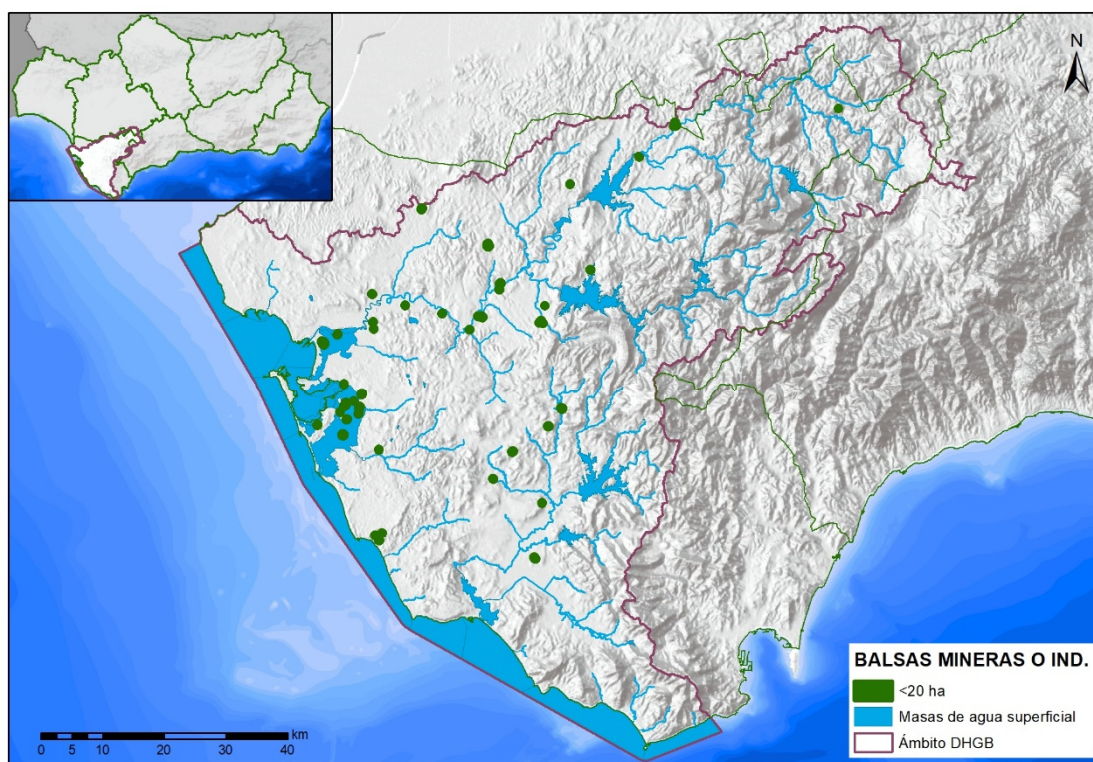 N
BALSAS MINERAS O IND.
<20 ha
Masas de agua superficial
Ámbito DHGB
km
0 5 10 20 30 40